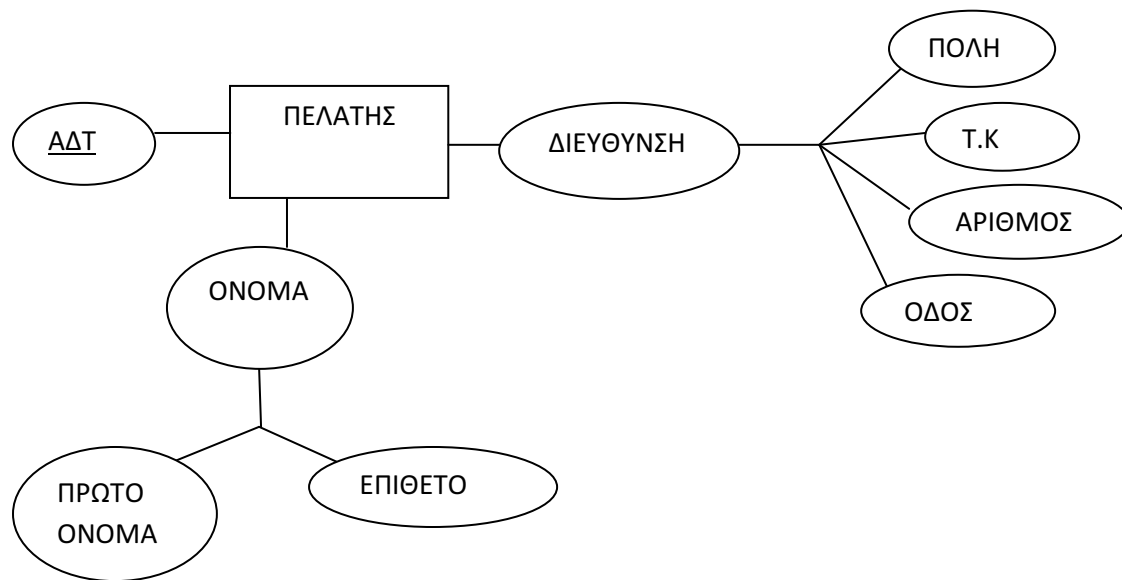 ΠΟΛΗ
ΠΕΛΑΤΗΣ
ΑΔΤ
ΔΙΕΥΘΥΝΣΗ
Τ.Κ
ΑΡΙΘΜΟΣ
ΟΝΟΜΑ
ΟΔΟΣ
ΠΡΩΤΟ
ΟΝΟΜΑ
ΕΠΙΘΕΤΟ